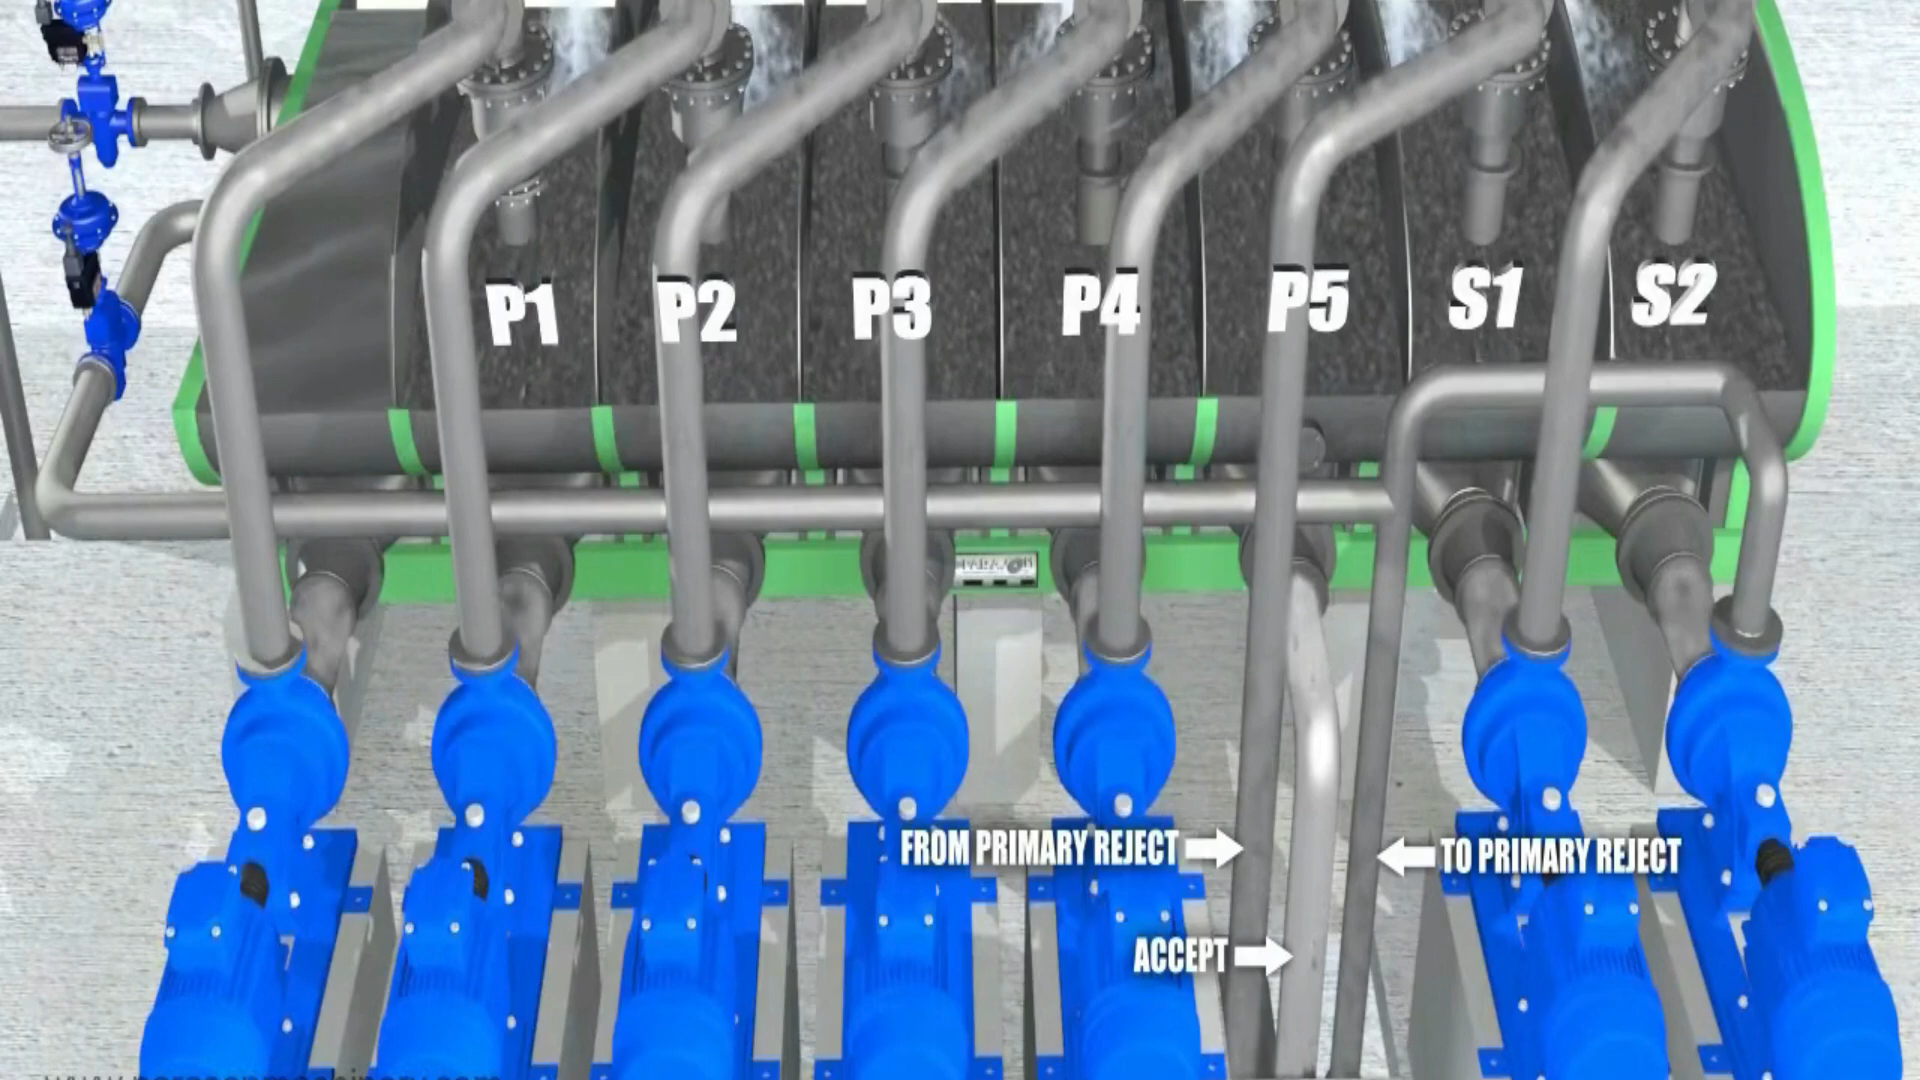 P1 P2 P3 P4 P5 S1 S2
FROM PRIMARY REJECT
TO PRIMARY REJECT
ACCEPT